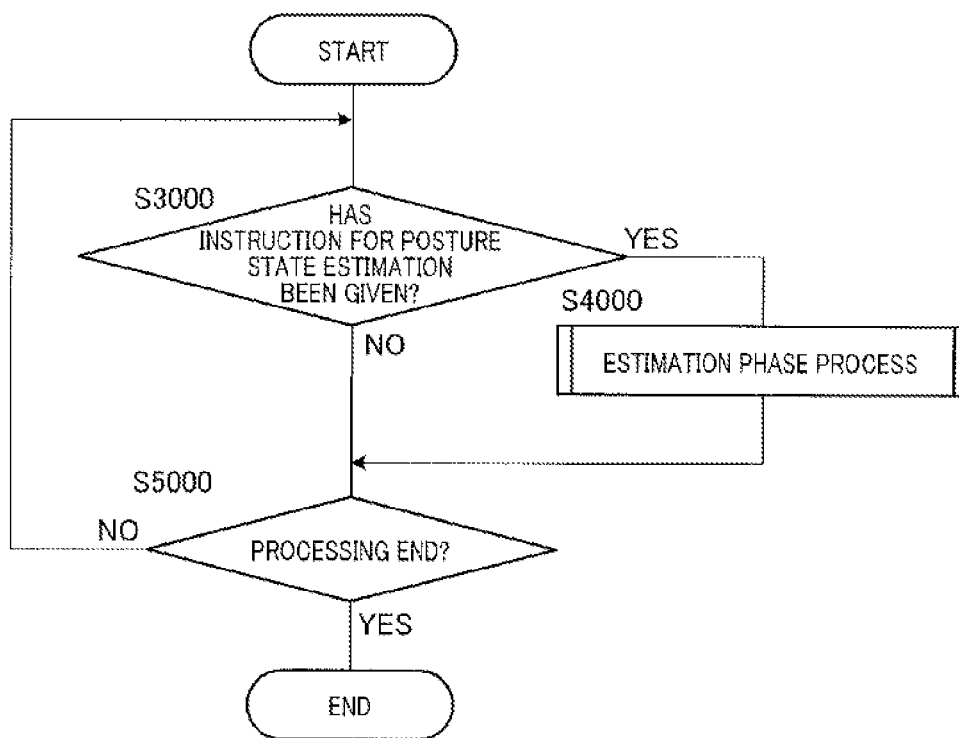 START
S3000
HAS
INSTRUCTION FOR POSTURE
STATE ESTIMATION
BEEN GIVEN?
YES
NO
S4000
ESTIMATION PHASE PROCESS
S5000
NO
PROCESSING END?
YES
END